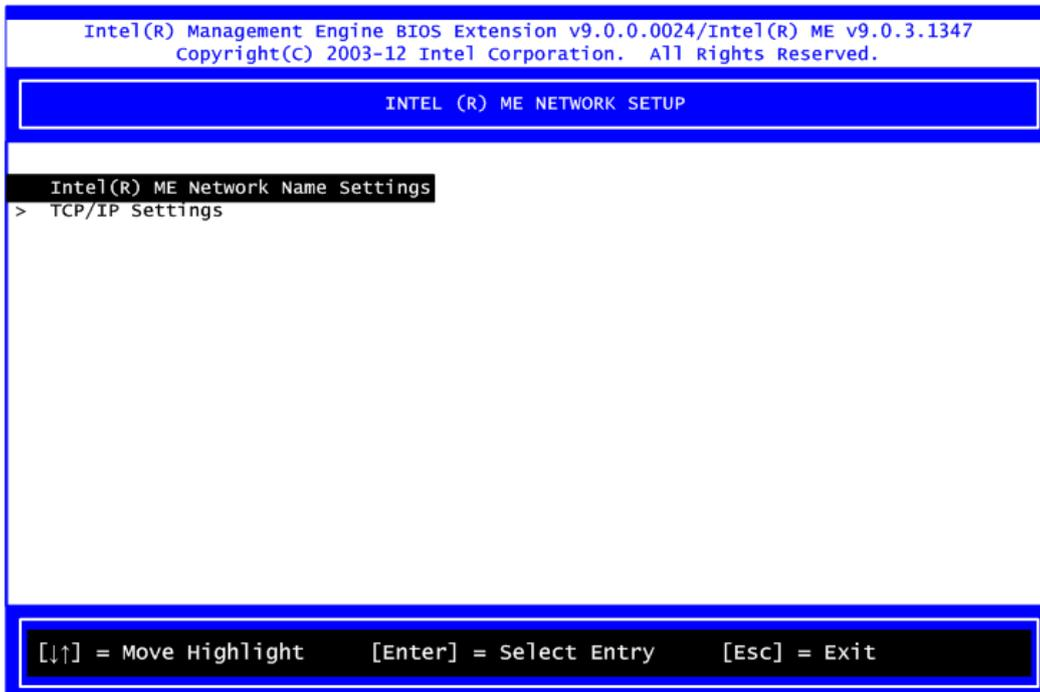 Intel(R) Management Engine BIOS Extension v9.0.0.0024/Intel(R) ME v9.0.3.1347
Copyright(C) 2003-12 Intel Corporation.  All Rights Reserved.
INTEL (R) ME NETWORK SETUP
Intel(R) ME Network Name Settings
>  TCP/IP Settings
[↓↑] = Move Highlight     [Enter] = Select Entry     [Esc] = Exit